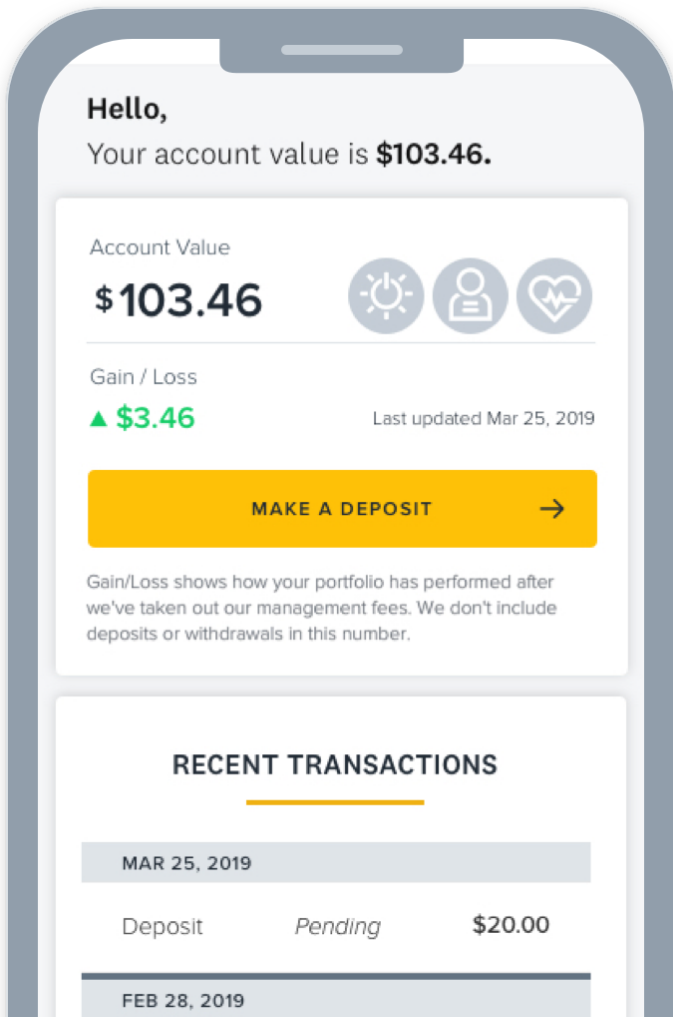 Hello,
Your account value is $103.46.
Account Value
$103.46
Gain / Loss
▲ $3.46
Last updated Mar 25, 2019
MAKE A DEPOSIT →
Gain/Loss shows how your portfolio has performed after
we've taken out our management fees. We don't include
deposits or withdrawals in this number.
RECENT TRANSACTIONS
MAR 25, 2019
Deposit Pending $20.00
FEB 28, 2019